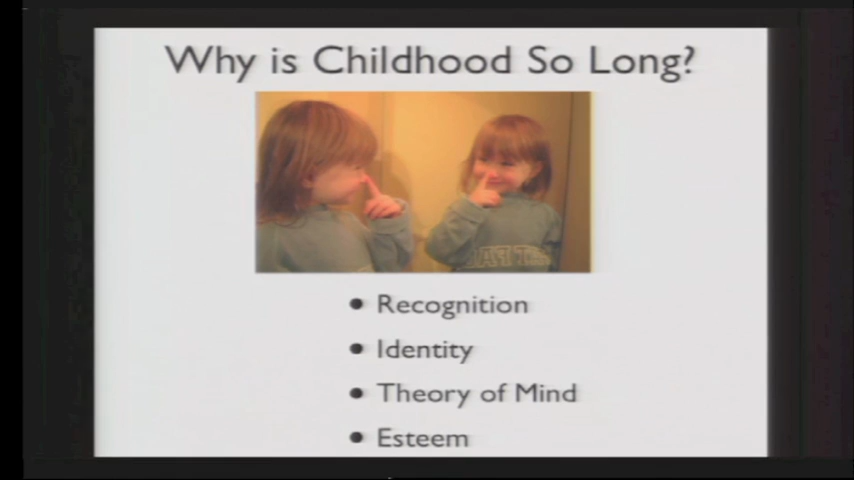 Why is Childhood So Long?
• Recognition
• Identity
• Theory of Mind
• Esteem